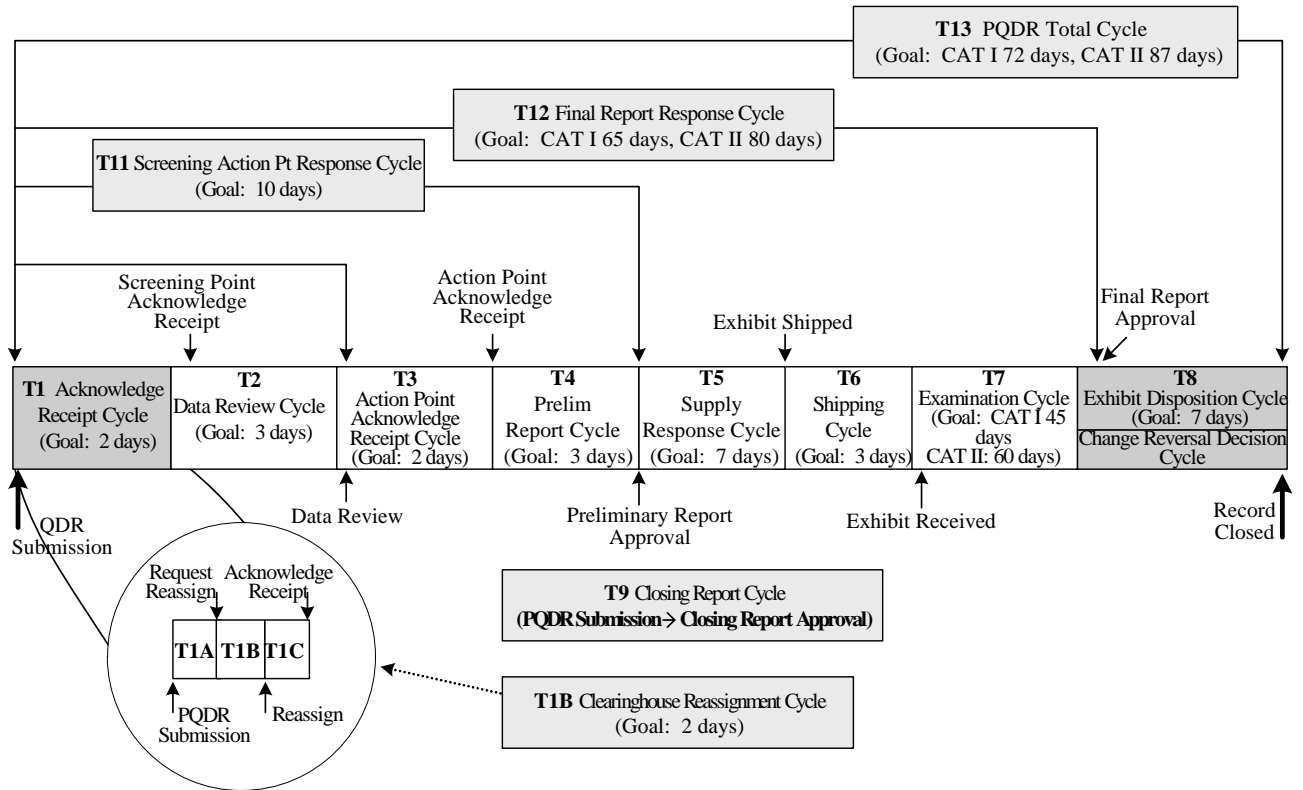 T13 PQDR Total Cycle
(Goal: CAT I 72 days, CAT II 87 days)
T12 Final Report Response Cycle
(Goal: CAT I 65 days, CAT II 80 days)
T11 Screening Action Pt Response Cycle
(Goal: 10 days)
Screening Point
Acknowledge
Receipt
Action Point
Acknowledge
Receipt
Exhibit Shipped
Final Report
Approval
T1 Acknowledge
Receipt Cycle
(Goal: 2 days)
T2
Data Review Cycle
(Goal: 3 days)
T3
Action Point
Acknowledge
Receipt Cycle
(Goal: 2 days)
T4
Prelim
Report Cycle
(Goal: 3 days)
T5
Supply
Response Cycle
(Goal: 7 days)
T6
Shipping
Cycle
(Goal: 3 days)
T7
Examination Cycle
(Goal: CAT I 45
days
CAT II: 60 days)
T8
Exhibit Disposition Cycle
(Goal: 7 days)
Change Reversal Decision
Cycle
QDR
Submission
Data Review
Preliminary Report
Approval
Exhibit Received
Record
Closed
Request
Reassign
Acknowledge
Receipt
T1A
T1B
T1C
PQDR
Submission
Reassign
T9 Closing Report Cycle
(PQDR Submission→ Closing Report Approval)
T1B Clearinghouse Reassignment Cycle
(Goal: 2 days)